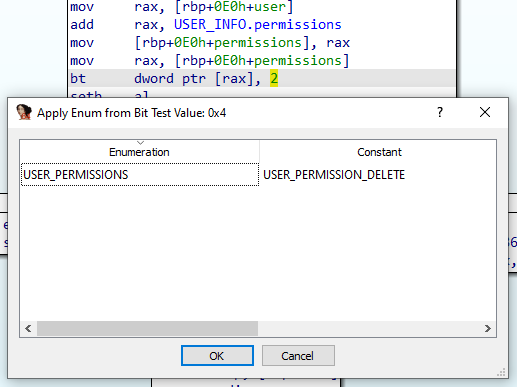 mov rax, [rbp+0E0h+user]
add rax, USER_INFO.permissions
mov [rbp+0E0h+permissions], rax
mov rax, [rbp+0E0h+permissions]
bt dword ptr [rax], 2
setb al
Apply Enum from Bit Test Value: 0x4
Enumeration Constant
USER_PERMISSIONS USER_PERMISSION_DELETE
OK Cancel